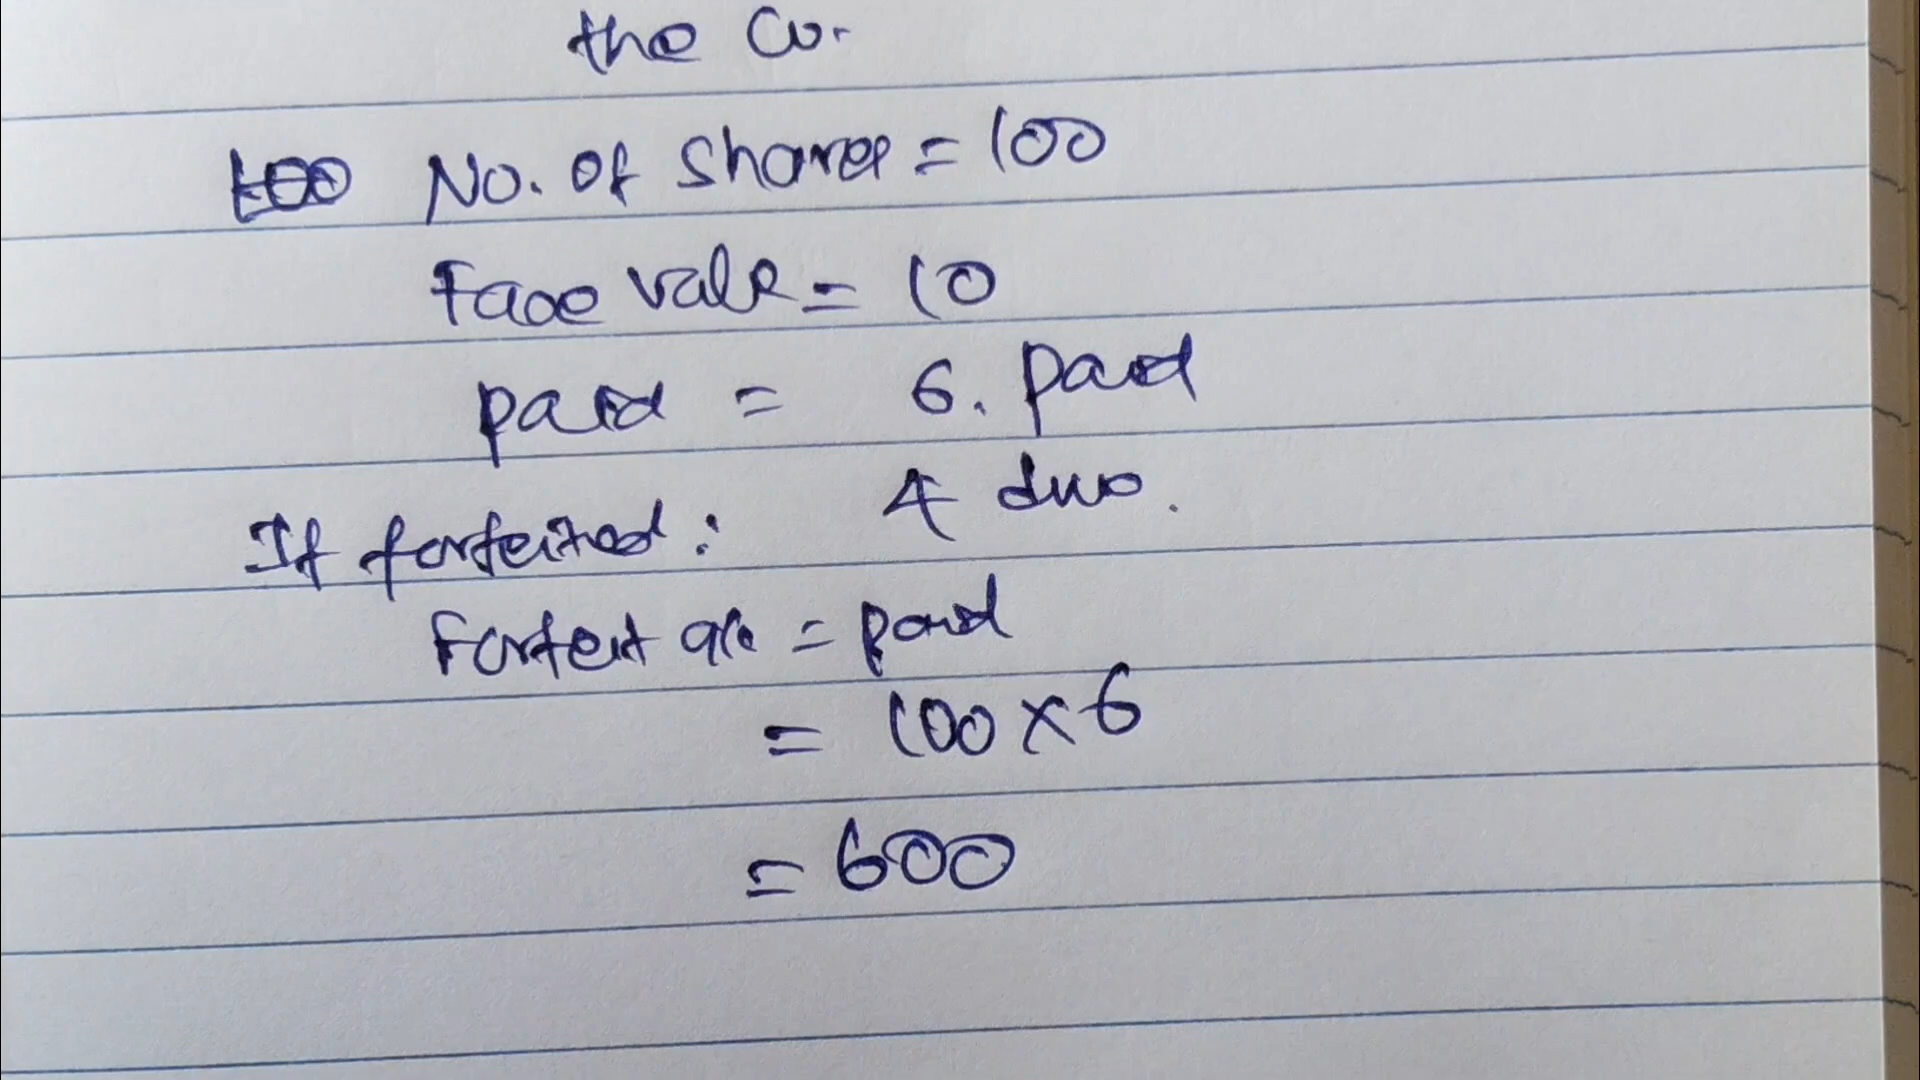 the Co.
No. of shares = 100
Face vale = 10
paid = 6. paid
4 due.
If forfeited:
Forfeit a/c = paid
= 100 × 6
= 600